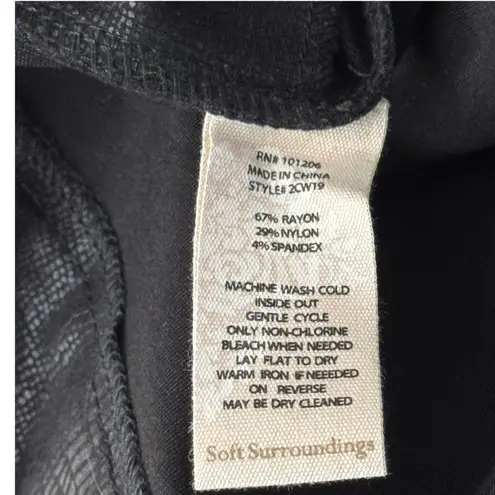 RN# 101206
MADE IN CHINA
STYLE# 2CW19
67% RAYON
29% NYLON
4% SPANDEX
MACHINE WASH COLD
INSIDE OUT
GENTLE CYCLE
ONLY NON-CHLORINE
BLEACH WHEN NEEDED
LAY FLAT TO DRY
WARM IRON IF NEEEDED
ON REVERSE
MAY BE DRY CLEANED
Soft Surroundings